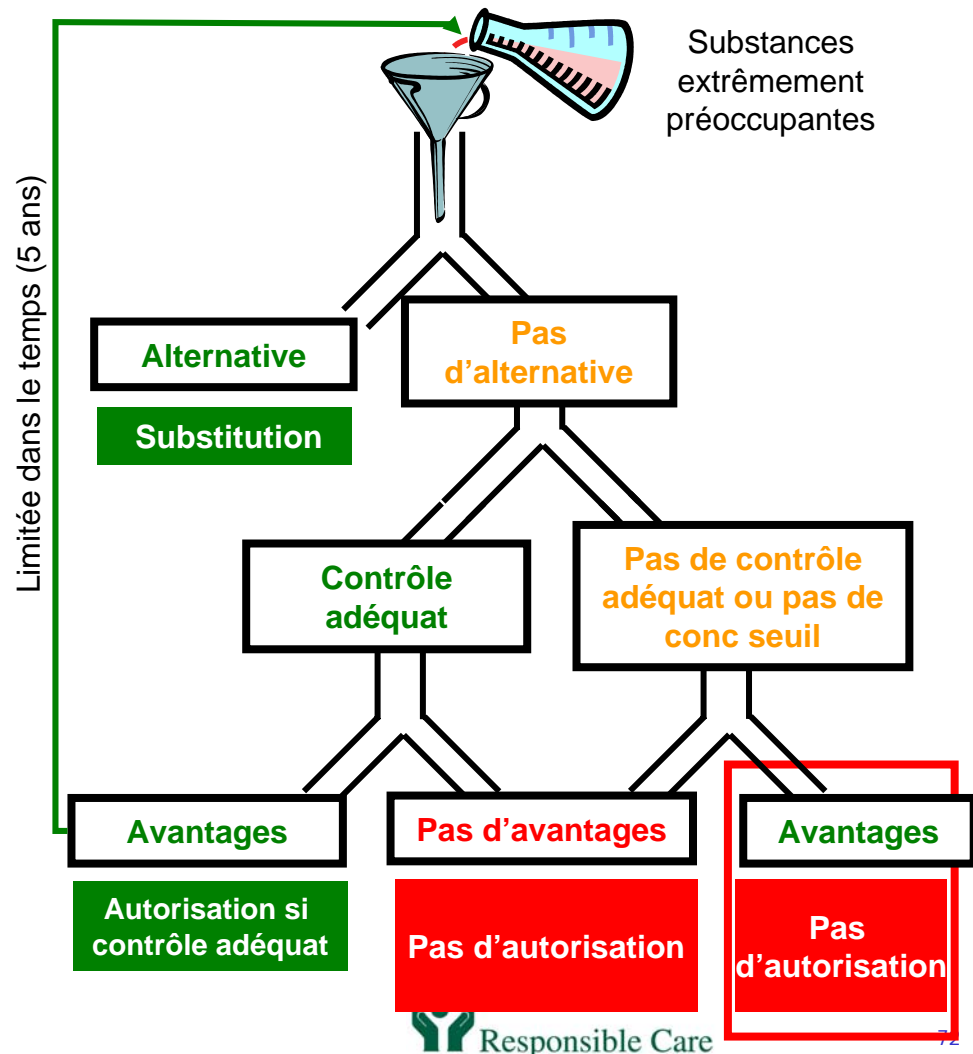 Substances
extrêmement
préoccupantes
Limitée dans le temps (5 ans)
Alternative
Pas
d’alternative
Substitution
Contrôle
adéquat
Pas de contrôle
adéquat ou pas de
conc seuil
Avantages
Pas d’avantages
Avantages
Autorisation si
contrôle adéquat
Pas d’autorisation
Pas
d’autorisation
Responsible Care
72